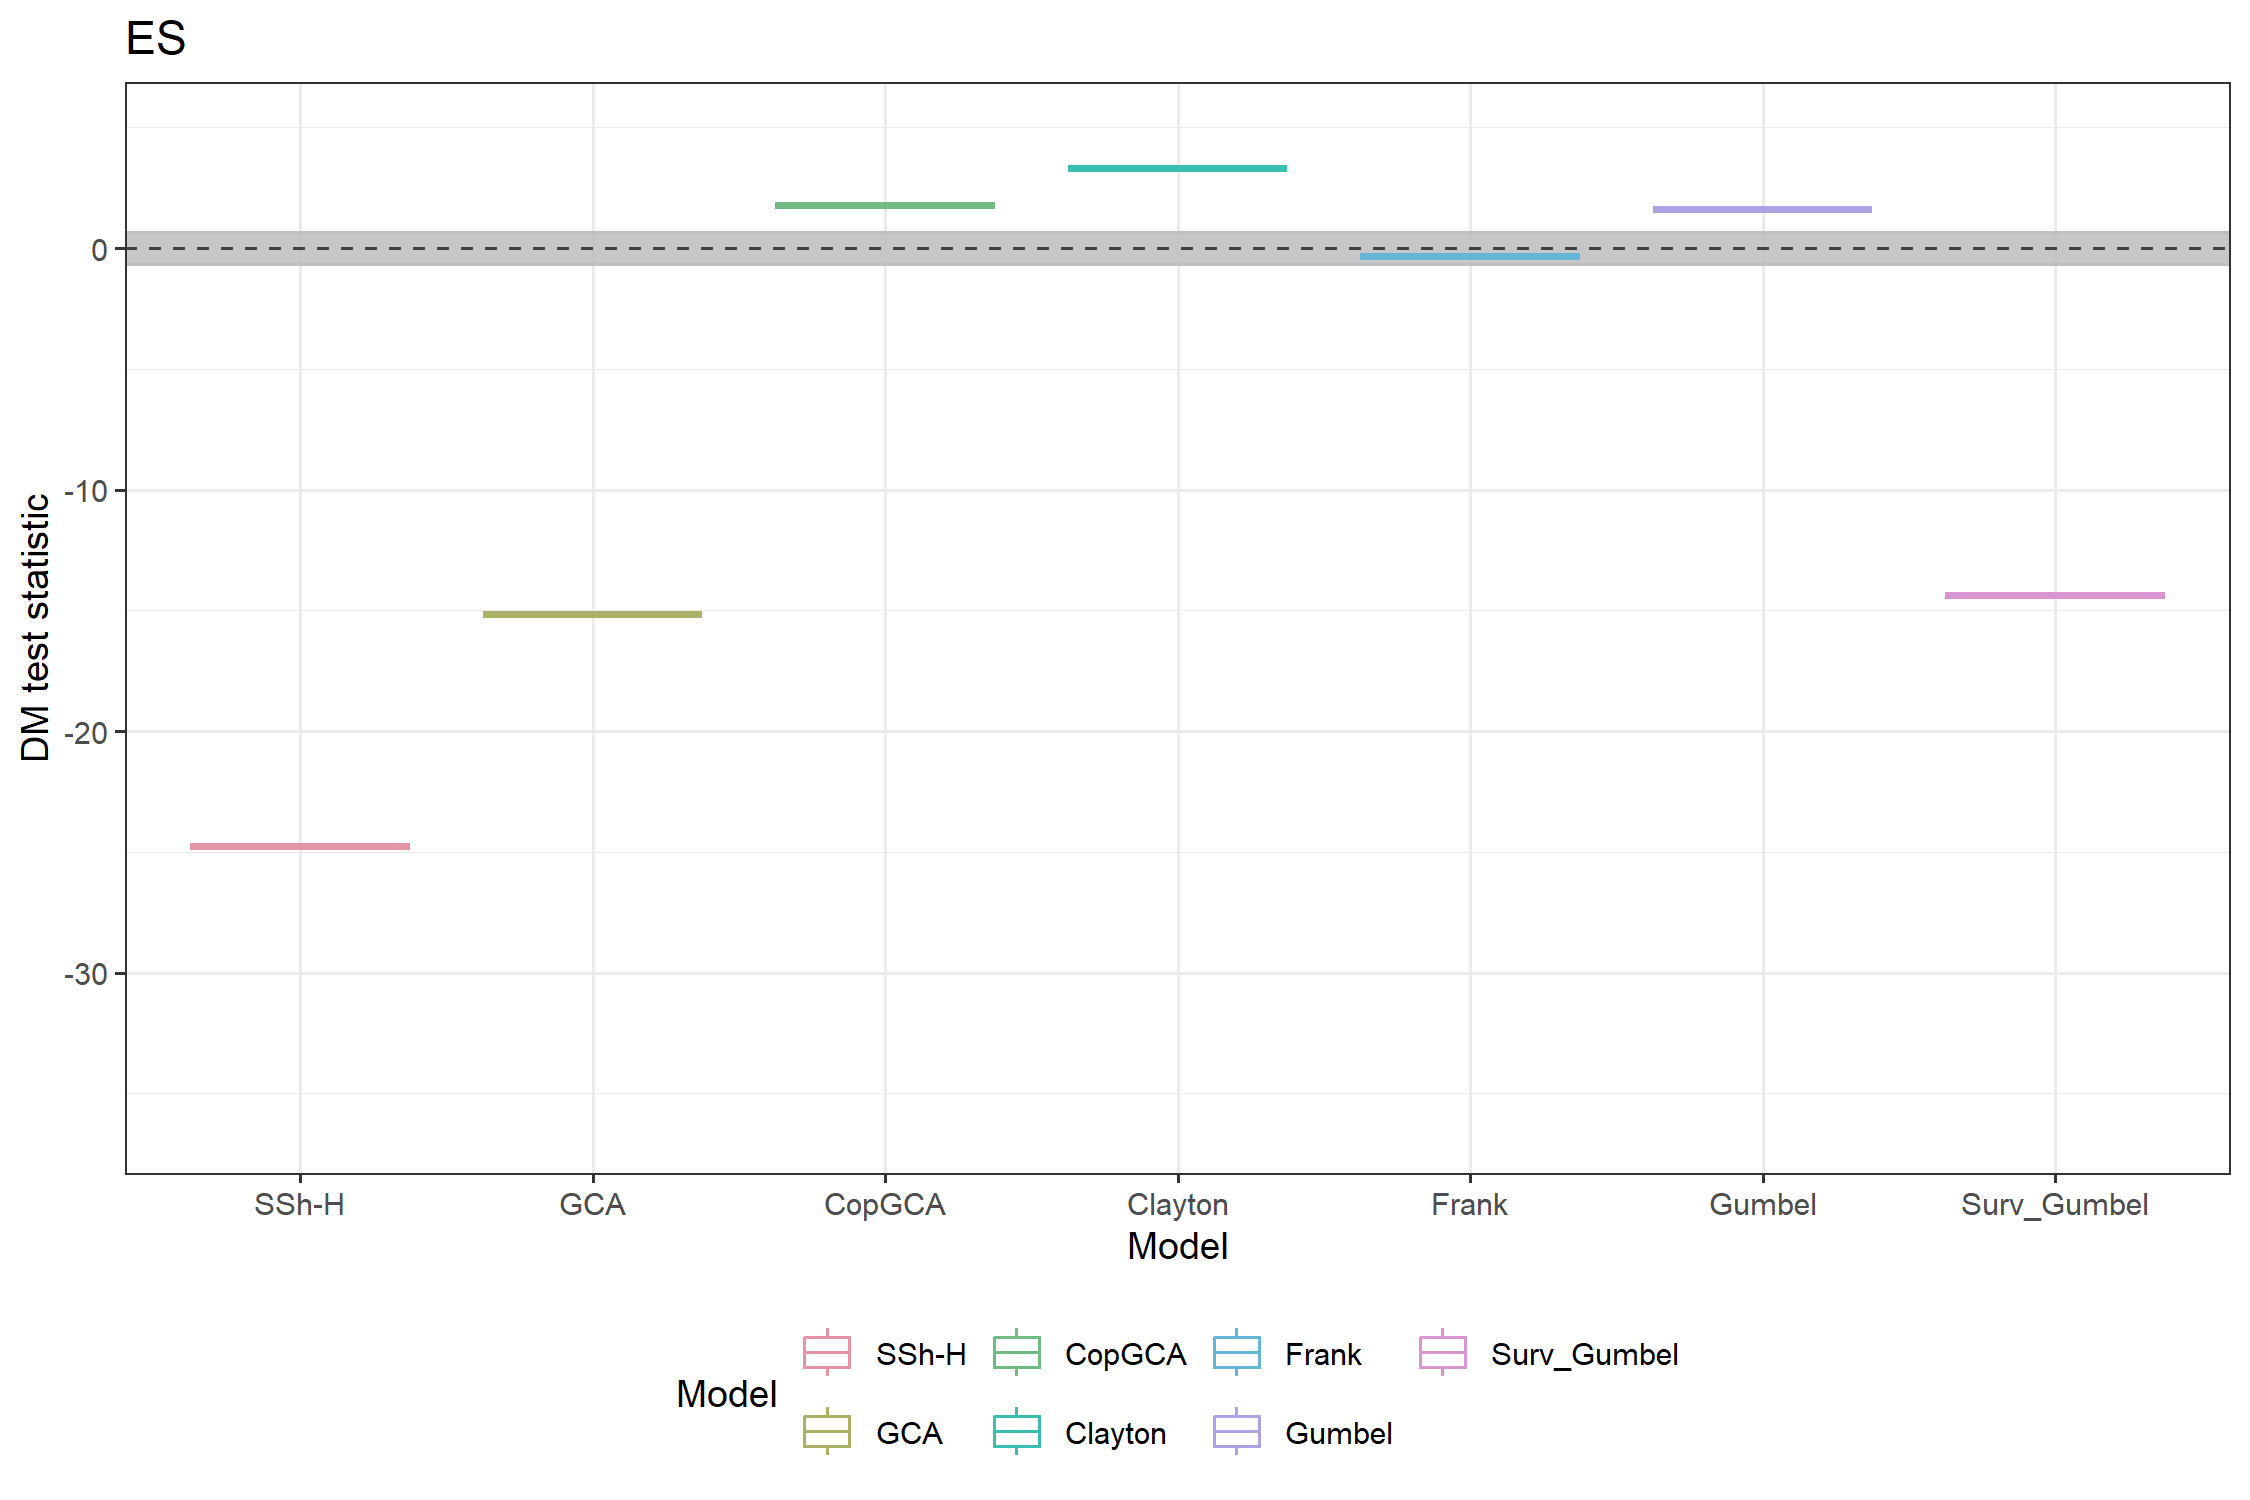 ES
DM test statistic
0
-10
-20
-30
SSh-H GCA CopGCA Clayton Frank Gumbel Surv_Gumbel
Model
Model
SSh-H CopGCA Frank Surv_Gumbel
GCA Clayton Gumbel